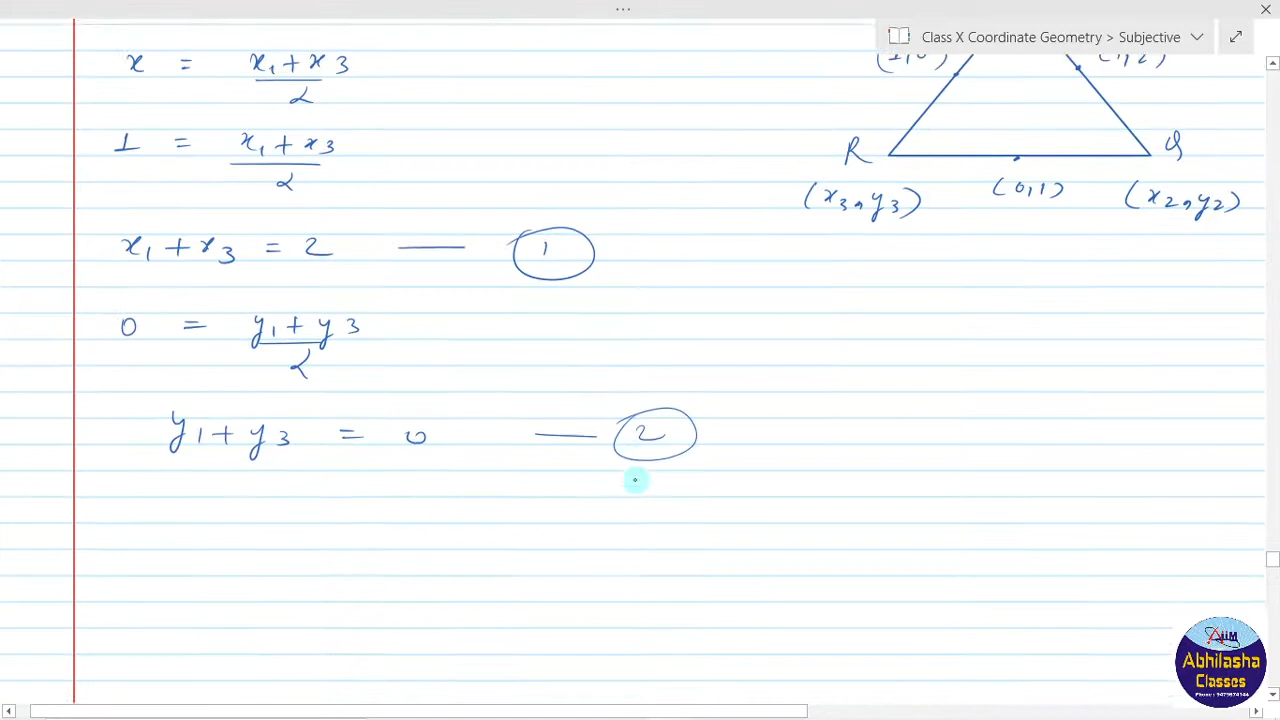 Class X Coordinate Geometry > Subjective
x = x₁ + x₃ / 2
1 = x₁ + x₃ / 2
R
Q
(x₃, y₃)
(0, 1)
(x₂, y₂)
x₁ + x₃ = 2 —— 1
0 = y₁ + y₃ / 2
y₁ + y₃ = 0 —— 2
AIIM
Abhilasha
Classes